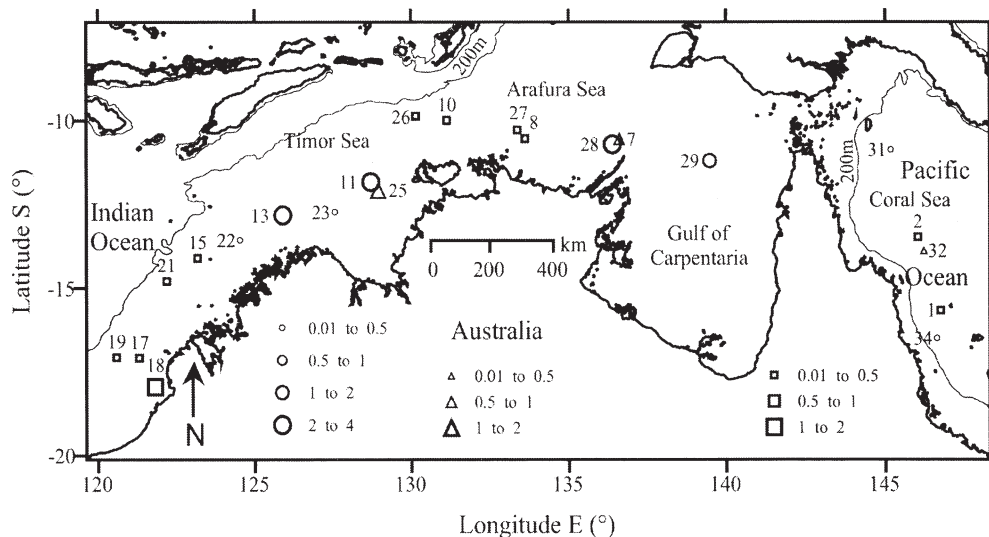 200m
Arafura Sea
10
26
27
8
-10
Timor Sea
28
7
29
31
200m
Pacific
Coral Sea
11
25
Indian
Ocean
13
23
22
15
21
2
32
Gulf of
Carpentaria
km
0 200 400
Ocean
-15
1
34
19 17
18
0.01 to 0.5
0.5 to 1
1 to 2
2 to 4
N
Australia
0.01 to 0.5
0.5 to 1
1 to 2
0.01 to 0.5
0.5 to 1
1 to 2
-20
120 125 130 135 140 145
Latitude S (°)
Longitude E (°)